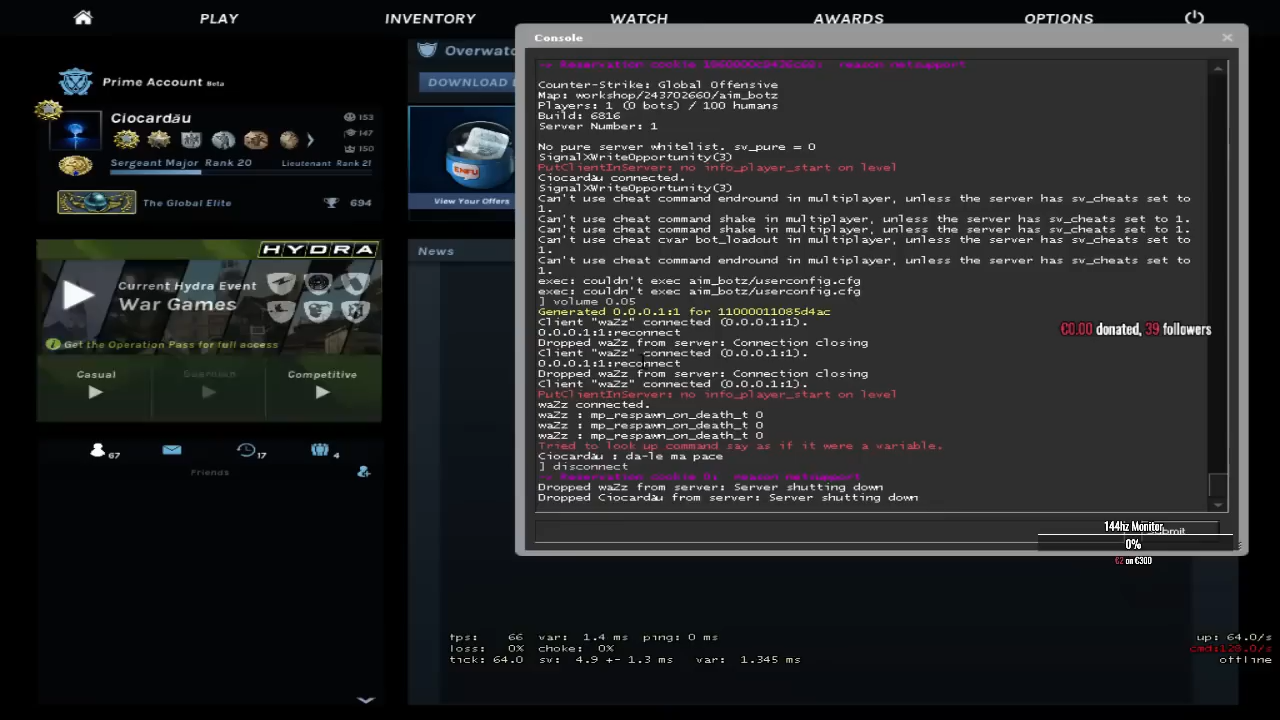 PLAY
INVENTORY
WATCH
AWARDS
OPTIONS
Prime Account Beta
Ciocardău
153
147
150
Sergeant Major Rank 20
Lieutenant Rank 21
The Global Elite
694
HYDRA
Current Hydra Event
War Games
Get the Operation Pass for full access
Casual
Guardian
Competitive
67
17
4
Friends
Overwatc
DOWNLOAD
View Your Offers
News
Console
Counter-Strike: Global Offensive
Map: workshop/243702660/aim_botz
Players: 1 (0 bots) / 100 humans
Build: 6816
Server Number: 1
No pure server whitelist. sv_pure = 0
SignalXWriteOpportunity(3)
PutClientInServer: no info_player_start on level
Ciocardău connected.
SignalXWriteOpportunity(3)
Can't use cheat command endround in multiplayer, unless the server has sv_cheats set to
1.
Can't use cheat command shake in multiplayer, unless the server has sv_cheats set to 1.
Can't use cheat command shake in multiplayer, unless the server has sv_cheats set to 1.
Can't use cheat cvar bot_loadout in multiplayer, unless the server has sv_cheats set to
1.
Can't use cheat command endround in multiplayer, unless the server has sv_cheats set to
1.
exec: couldn't exec aim_botz/userconfig.cfg
exec: couldn't exec aim_botz/userconfig.cfg
] volume 0.05
Generated 0.0.0.1:1 for 11000011085d4ac
Client "waZz" connected (0.0.0.1:1).
0.0.0.1:1:reconnect
Dropped waZz from server: Connection closing
Client "waZz" connected (0.0.0.1:1).
0.0.0.1:1:reconnect
Dropped waZz from server: Connection closing
Client "waZz" connected (0.0.0.1:1).
PutClientInServer: no info_player_start on level
waZz connected.
waZz : mp_respawn_on_death_t 0
waZz : mp_respawn_on_death_t 0
waZz : mp_respawn_on_death_t 0
Tried to look up command say as if it were a variable.
Ciocardău : da-le ma pace
] disconnect
-> Reservation cookie 0: reason netsupport
Dropped waZz from server: Server shutting down
Dropped Ciocardău from server: Server shutting down
€0.00 donated, 39 followers
144hz Monitor
Submit
0%
€2 on €300
fps: 66 var: 1.4 ms ping: 0 ms
loss: 0% choke: 0%
tick: 64.0 sv: 4.9 +- 1.3 ms var: 1.345 ms
up: 64.0/s
cmd:128.0/s
offline